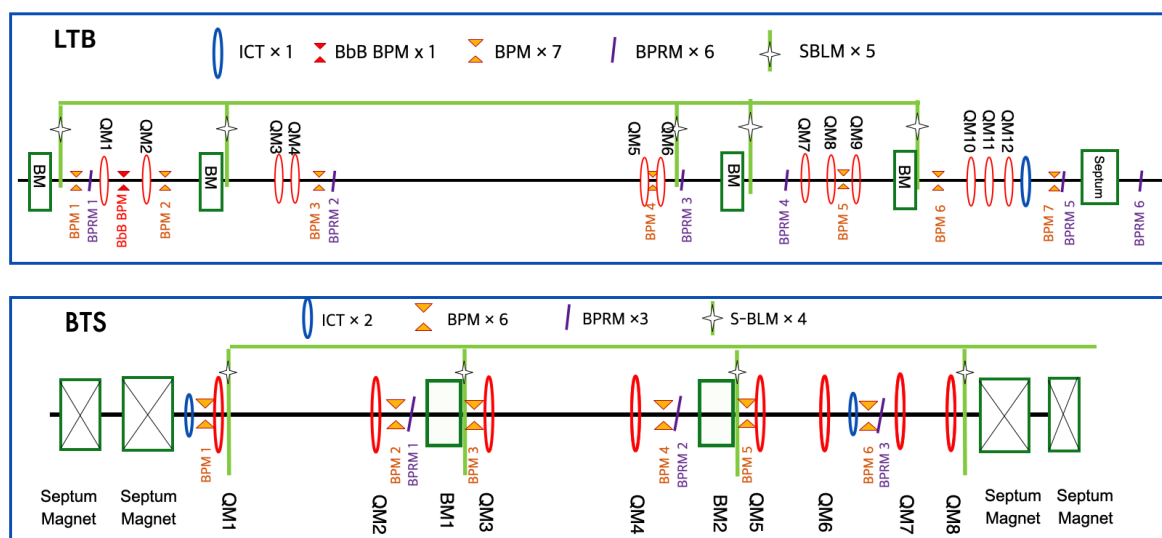 LTB
ICT × 1
BbB BPM x 1
BPM × 7
BPRM × 6
SBLM × 5
QM1
QM2
QM3
QM4
QM5
QM6
QM7
QM8
QM9
QM10
QM11
QM12
BM
BM
BM
BM
Septum
BPM 1
BPRM 1
BbB BPM
BPM 2
BPM 3
BPRM 2
BPM 4
BPRM 3
BPRM 4
BPM 5
BPM 6
BPM 7
BPRM 5
BPRM 6
BTS
ICT × 2
BPM × 6
BPRM ×3
S-BLM × 4
BPM 1
BPM 2
BPRM 1
BPM 3
BPM 4
BPRM 2
BPM 5
BPM 6
BPRM 3
Septum
Magnet
Septum
Magnet
QM1
QM2
BM1
QM3
QM4
BM2
QM5
QM6
QM7
QM8
Septum
Magnet
Septum
Magnet